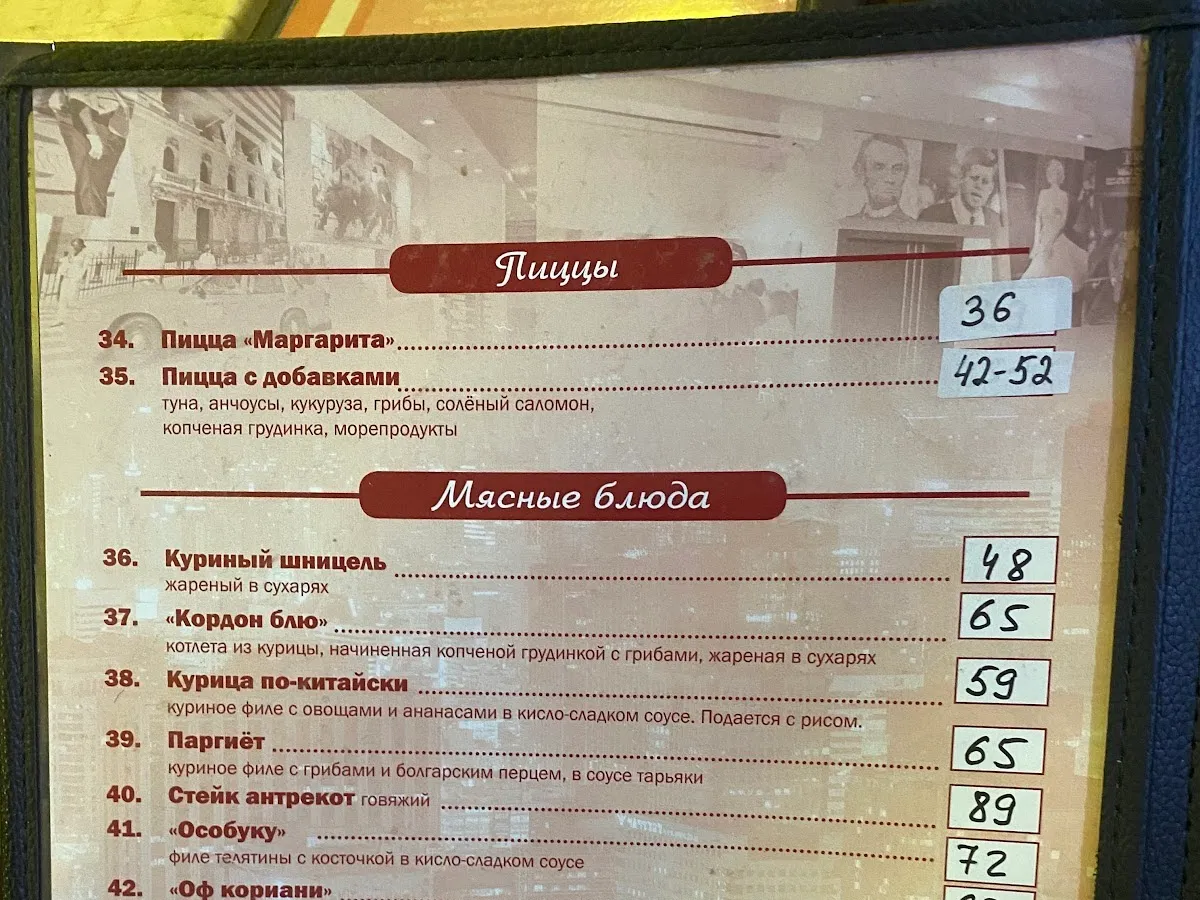 Пиццы
34. Пицца «Маргарита» 36
35. Пицца с добавками 42-52
туна, анчоусы, кукуруза, грибы, солёный саломон,
копченая грудинка, морепродукты
Мясные блюда
36. Куриный шницель 48
жареный в сухарях
37. «Кордон блю» 65
котлета из курицы, начиненная копченой грудинкой с грибами, жареная в сухарях
38. Курица по-китайски 59
куриное филе с овощами и ананасами в кисло-сладком соусе. Подается с рисом.
39. Паргиёт 65
куриное филе с грибами и болгарским перцем, в соусе тарьяки
40. Стейк антрекот говяжий 89
41. «Особуку» 72
филе телятины с косточкой в кисло-сладком соусе
42. «Оф кориани»